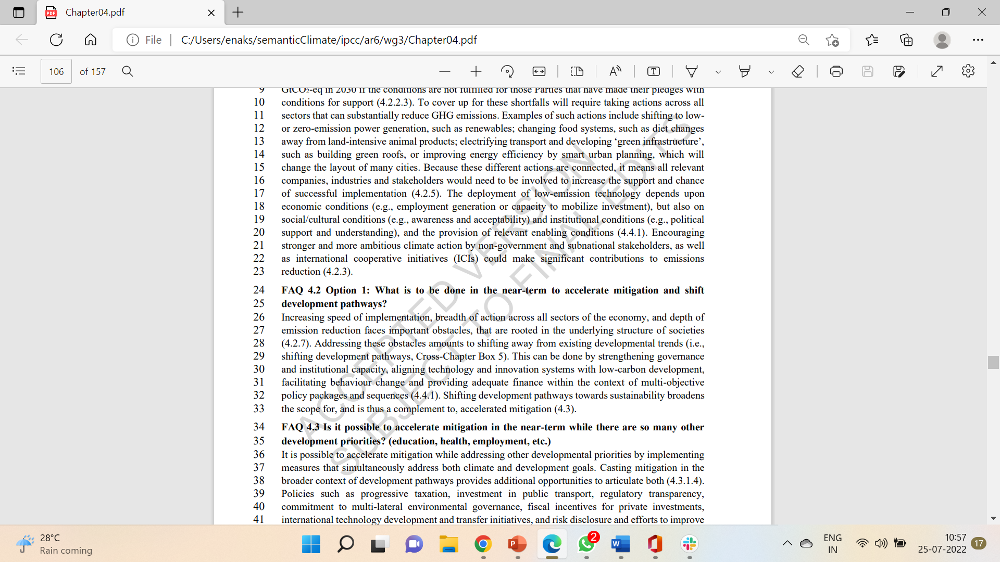 Chapter04.pdf
File
C:/Users/enaks/semanticClimate/ipcc/ar6/wg3/Chapter04.pdf
106 of 157
9 GtCO2-eq in 2030 if the conditions are not fulfilled for those Parties that have made their pledges with
10 conditions for support (4.2.2.3). To cover up for these shortfalls will require taking actions across all
11 sectors that can substantially reduce GHG emissions. Examples of such actions include shifting to low-
12 or zero-emission power generation, such as renewables; changing food systems, such as diet changes
13 away from land-intensive animal products; electrifying transport and developing ‘green infrastructure’,
14 such as building green roofs, or improving energy efficiency by smart urban planning, which will
15 change the layout of many cities. Because these different actions are connected, it means all relevant
16 companies, industries and stakeholders would need to be involved to increase the support and chance
17 of successful implementation (4.2.5). The deployment of low-emission technology depends upon
18 economic conditions (e.g., employment generation or capacity to mobilize investment), but also on
19 social/cultural conditions (e.g., awareness and acceptability) and institutional conditions (e.g., political
20 support and understanding), and the provision of relevant enabling conditions (4.4.1). Encouraging
21 stronger and more ambitious climate action by non-government and subnational stakeholders, as well
22 as international cooperative initiatives (ICIs) could make significant contributions to emissions
23 reduction (4.2.3).
24 FAQ 4.2 Option 1: What is to be done in the near-term to accelerate mitigation and shift
25 development pathways?
26 Increasing speed of implementation, breadth of action across all sectors of the economy, and depth of
27 emission reduction faces important obstacles, that are rooted in the underlying structure of societies
28 (4.2.7). Addressing these obstacles amounts to shifting away from existing developmental trends (i.e.,
29 shifting development pathways, Cross-Chapter Box 5). This can be done by strengthening governance
30 and institutional capacity, aligning technology and innovation systems with low-carbon development,
31 facilitating behaviour change and providing adequate finance within the context of multi-objective
32 policy packages and sequences (4.4.1). Shifting development pathways towards sustainability broadens
33 the scope for, and is thus a complement to, accelerated mitigation (4.3).
34 FAQ 4.3 Is it possible to accelerate mitigation in the near-term while there are so many other
35 development priorities? (education, health, employment, etc.)
36 It is possible to accelerate mitigation while addressing other developmental priorities by implementing
37 measures that simultaneously address both climate and development goals. Casting mitigation in the
38 broader context of development pathways provides additional opportunities to articulate both (4.3.1.4).
39 Policies such as progressive taxation, investment in public transport, regulatory transparency,
40 commitment to multi-lateral environmental governance, fiscal incentives for private investments,
41 international technology development and transfer initiatives, and risk disclosure and efforts to improve
ACCEPTED VERSION
SUBJECT TO FINAL EDITS
28°C
Rain coming
2
ENG
IN
10:57
25-07-2022
17